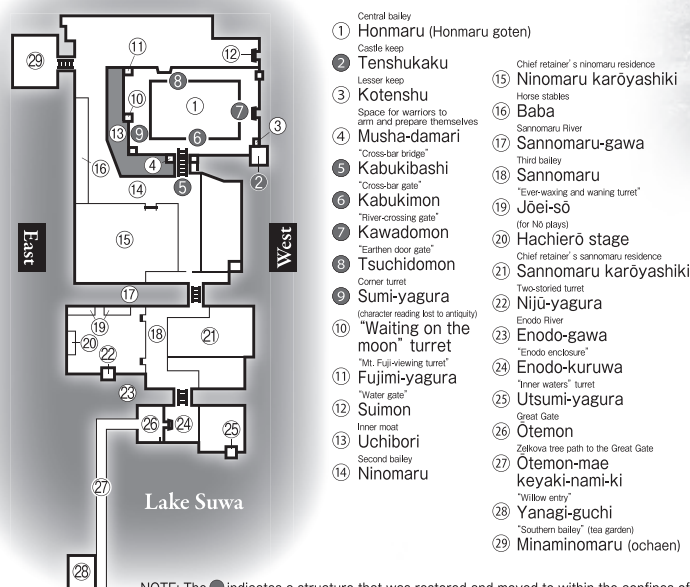 East
West
Lake Suwa
29
11
12
8
10
1
7
3
13
9
6
4
2
16
14
5
15
17
19
18
21
20
22
23
26
24
25
27
28
Central bailey
① Honmaru (Honmaru goten)
Castle keep
❷ Tenshukaku
Lesser keep
③ Kotenshu
Space for warriors to
arm and prepare themselves
④ Musha-damari
"Cross-bar bridge"
❺ Kabukibashi
"Cross-bar gate"
❻ Kabukimon
"River-crossing gate"
❼ Kawadomon
"Earthen door gate"
❽ Tsuchidomon
Corner turret
❾ Sumi-yagura
(character reading lost to antiquity)
⑩ "Waiting on the
moon" turret
"Mt. Fuji-viewing turret"
⑪ Fujimi-yagura
"Water gate"
⑫ Suimon
Inner moat
⑬ Uchibori
Second bailey
⑭ Ninomaru
Chief retainer's ninomaru residence
⑮ Ninomaru karōyashiki
Horse stables
⑯ Baba
Sannomaru River
⑰ Sannomaru-gawa
Third bailey
⑱ Sannomaru
"Ever-waxing and waning turret"
⑲ Jōei-sō
(for Nō plays)
⑳ Hachierō stage
Chief retainer's sannomaru residence
㉑ Sannomaru karōyashiki
Two-storied turret
㉒ Nijū-yagura
Enodo River
㉓ Enodo-gawa
"Enodo enclosure"
㉔ Enodo-kuruwa
"Inner waters" turret
㉕ Utsumi-yagura
Great Gate
㉖ Ōtemon
Zelkova tree path to the Great Gate
㉗ Ōtemon-mae
keyaki-nami-ki
"Willow entry"
㉘ Yanagi-guchi
"Southern bailey" (tea garden)
㉙ Minaminomaru (ochaen)
NOTE: The ● indicates a structure that was restored and moved to within the confines of